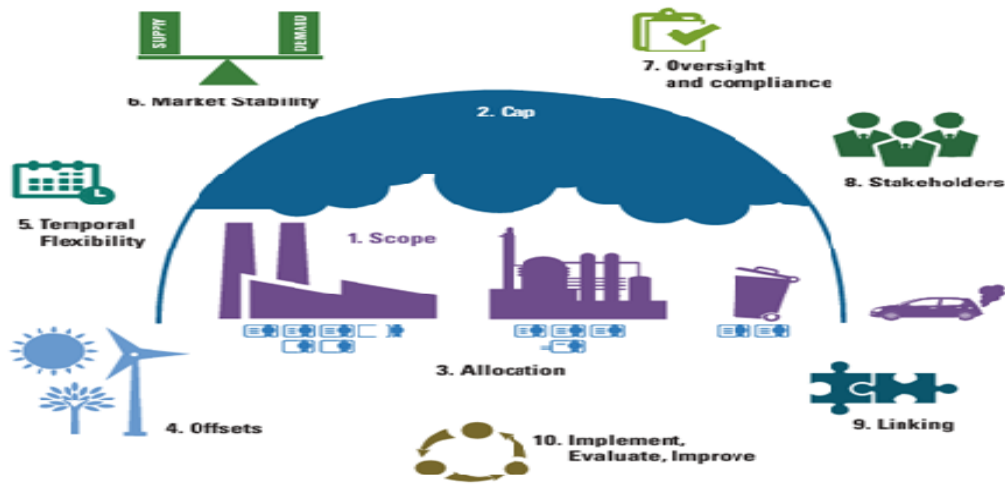 SUPPLY
DEMAND
6. Market Stability
7. Oversight
and compliance
2. Cap
8. Stakeholders
5. Temporal
Flexibility
1. Scope
3. Allocation
4. Offsets
9. Linking
10. Implement,
Evaluate, Improve